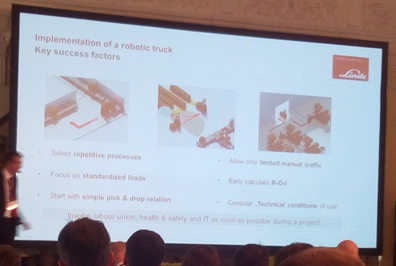 Implementation of a robotic truck
Key success factors
Linde
• Select repetitive processes
• Focus on standardized loads
• Start with simple pick & drop relation
• Allow only limited manual traffic
• Early calculate R-O-I
• Consider „Technical conditions of use"
Involve labour union, health & safety and IT as soon as possible during a project!